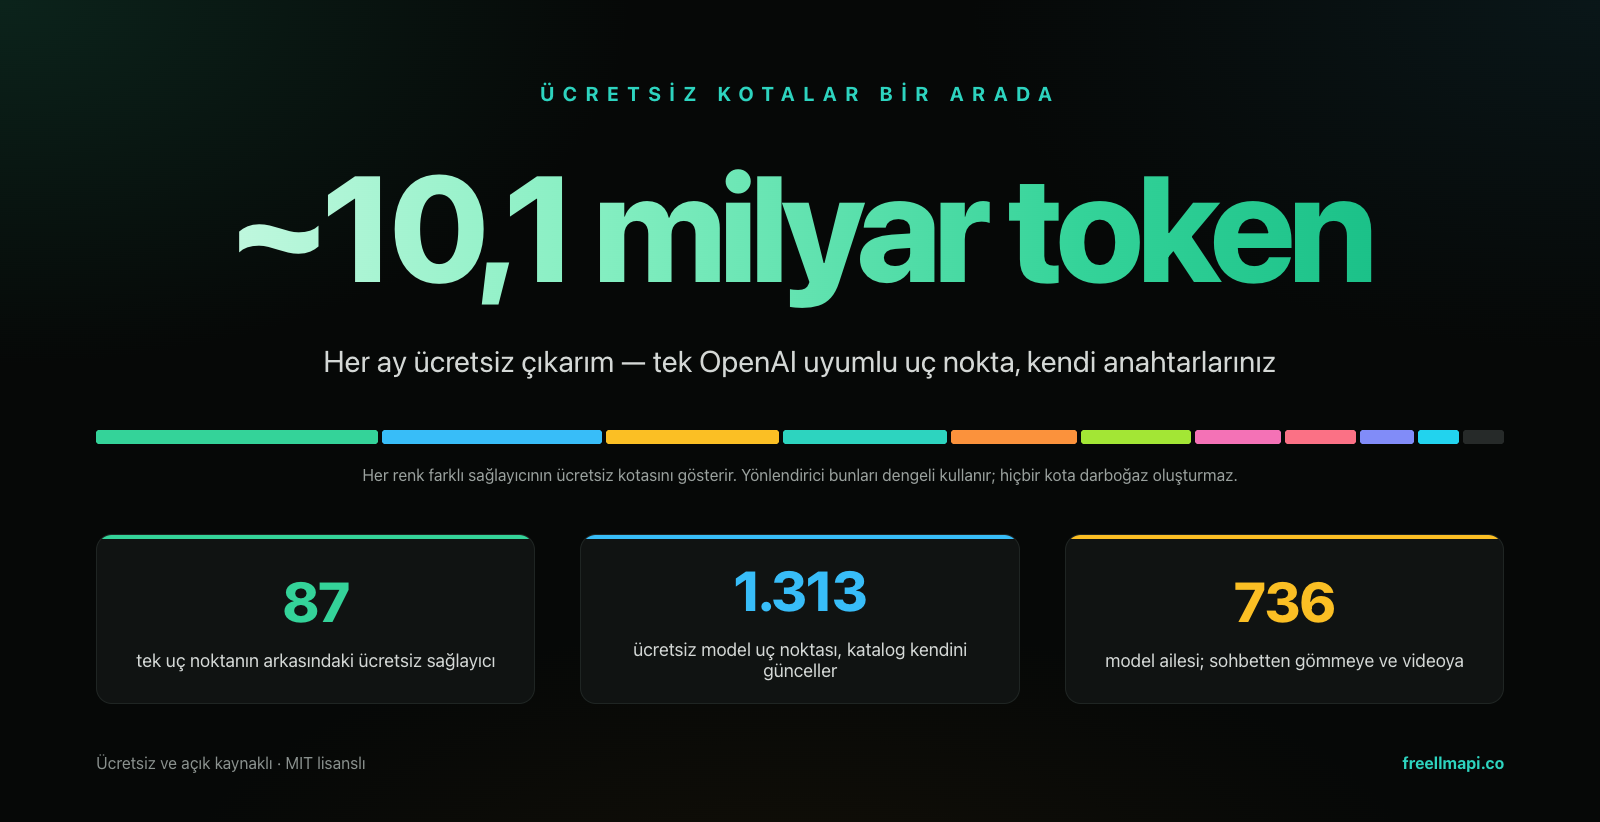 ÜCRETSİZ KOTALAR BİR ARADA
~10,1 milyar token
Her ay ücretsiz çıkarım — tek OpenAI uyumlu uç nokta, kendi anahtarlarınız
Her renk farklı sağlayıcının ücretsiz kotasını gösterir. Yönlendirici bunları dengeli kullanır; hiçbir kota darboğaz oluşturmaz.
87
tek uç noktanın arkasındaki ücretsiz sağlayıcı
1.313
ücretsiz model uç noktası, katalog kendini
günceller
736
model ailesi; sohbetten gömmeye ve videoya
Ücretsiz ve açık kaynaklı · MIT lisanslı
freellmapi.co